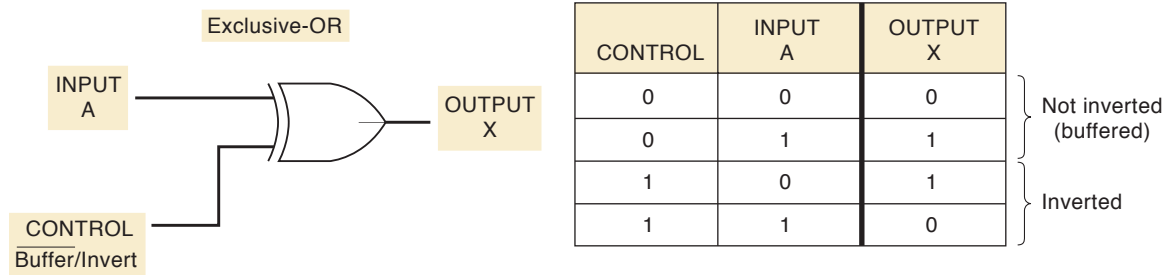 Exclusive-OR
INPUT
A
OUTPUT
X
CONTROL
Buffer/Invert
CONTROL INPUT A OUTPUT X
0 0 0
0 1 1
1 0 1
1 1 0
Not inverted
(buffered)
Inverted